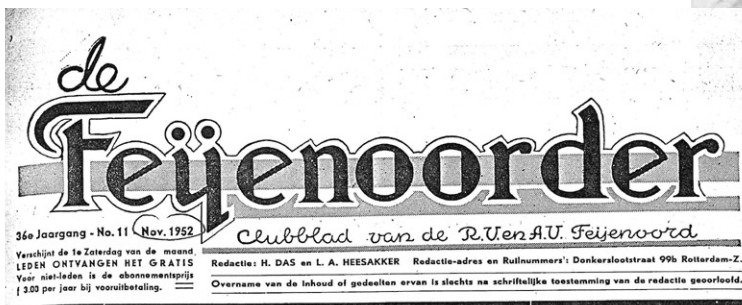 de
Feijenoorder
36e Jaargang - No. 11 Nov. 1952
Clubblad van de R.V. en A.V. Feijenoord
Verschijnt de 1e Zaterdag van de maand.
LEDEN ONTVANGEN HET GRATIS
Voor niet-leden is de abonnementsprijs
f 3.00 per jaar bij vooruitbetaling.
Redactie: H. DAS en L. A. HEESAKKER Redactie-adres en Ruilnummers: Donkerslootstraat 99b Rotterdam-Z.
Overname van de inhoud of gedeelten ervan is slechts na schriftelijke toestemming van de redactie geoorloofd.